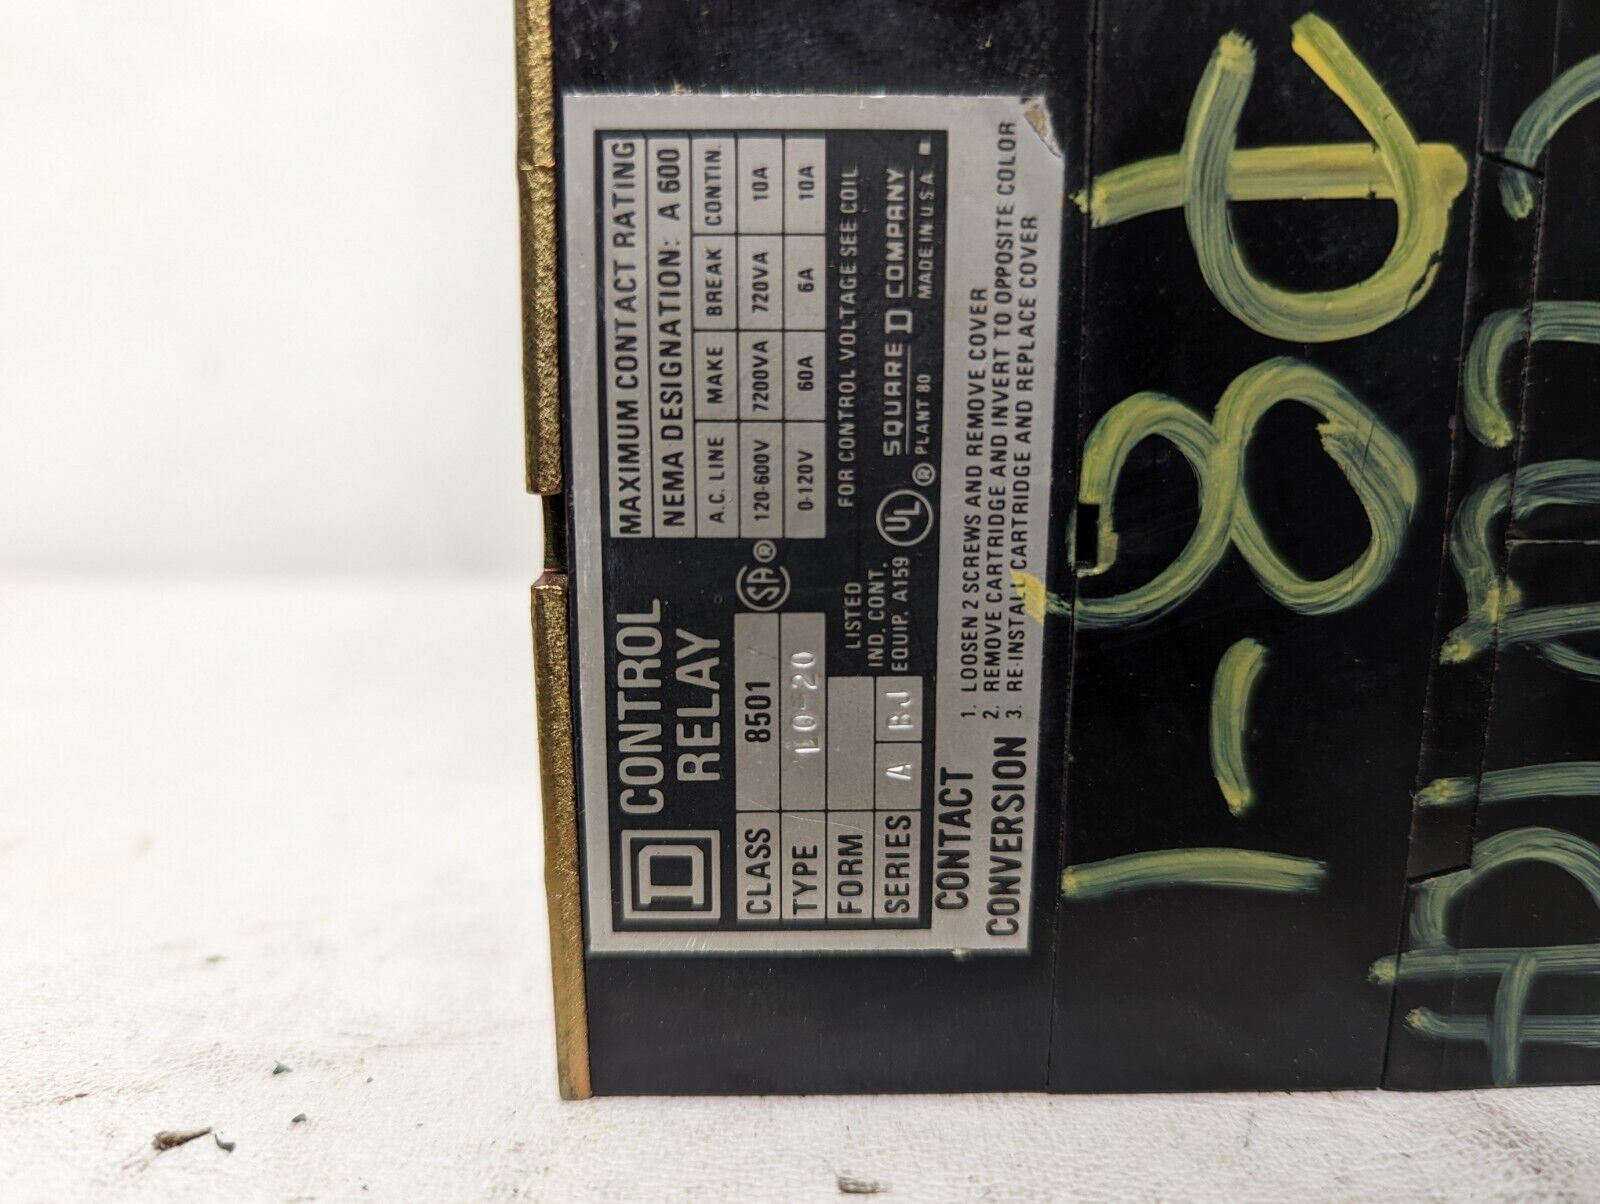 D
CONTROL
RELAY
CLASS 8501
TYPE LO-20
FORM
SERIES A BJ
SA ®
MAXIMUM CONTACT RATING
NEMA DESIGNATION: A 600
A.C. LINE MAKE BREAK CONTIN.
120-600V 7200VA 720VA 10A
0-120V 60A 6A 10A
FOR CONTROL VOLTAGE SEE COIL
LISTED
IND. CONT.
EQUIP. A159
UL ®
SQUARE D COMPANY
PLANT 80 MADE IN U.S.A.
CONTACT
CONVERSION
1. LOOSEN 2 SCREWS AND REMOVE COVER
2. REMOVE CARTRIDGE AND INVERT TO OPPOSITE COLOR
3. RE-INSTALL CARTRIDGE AND REPLACE COVER